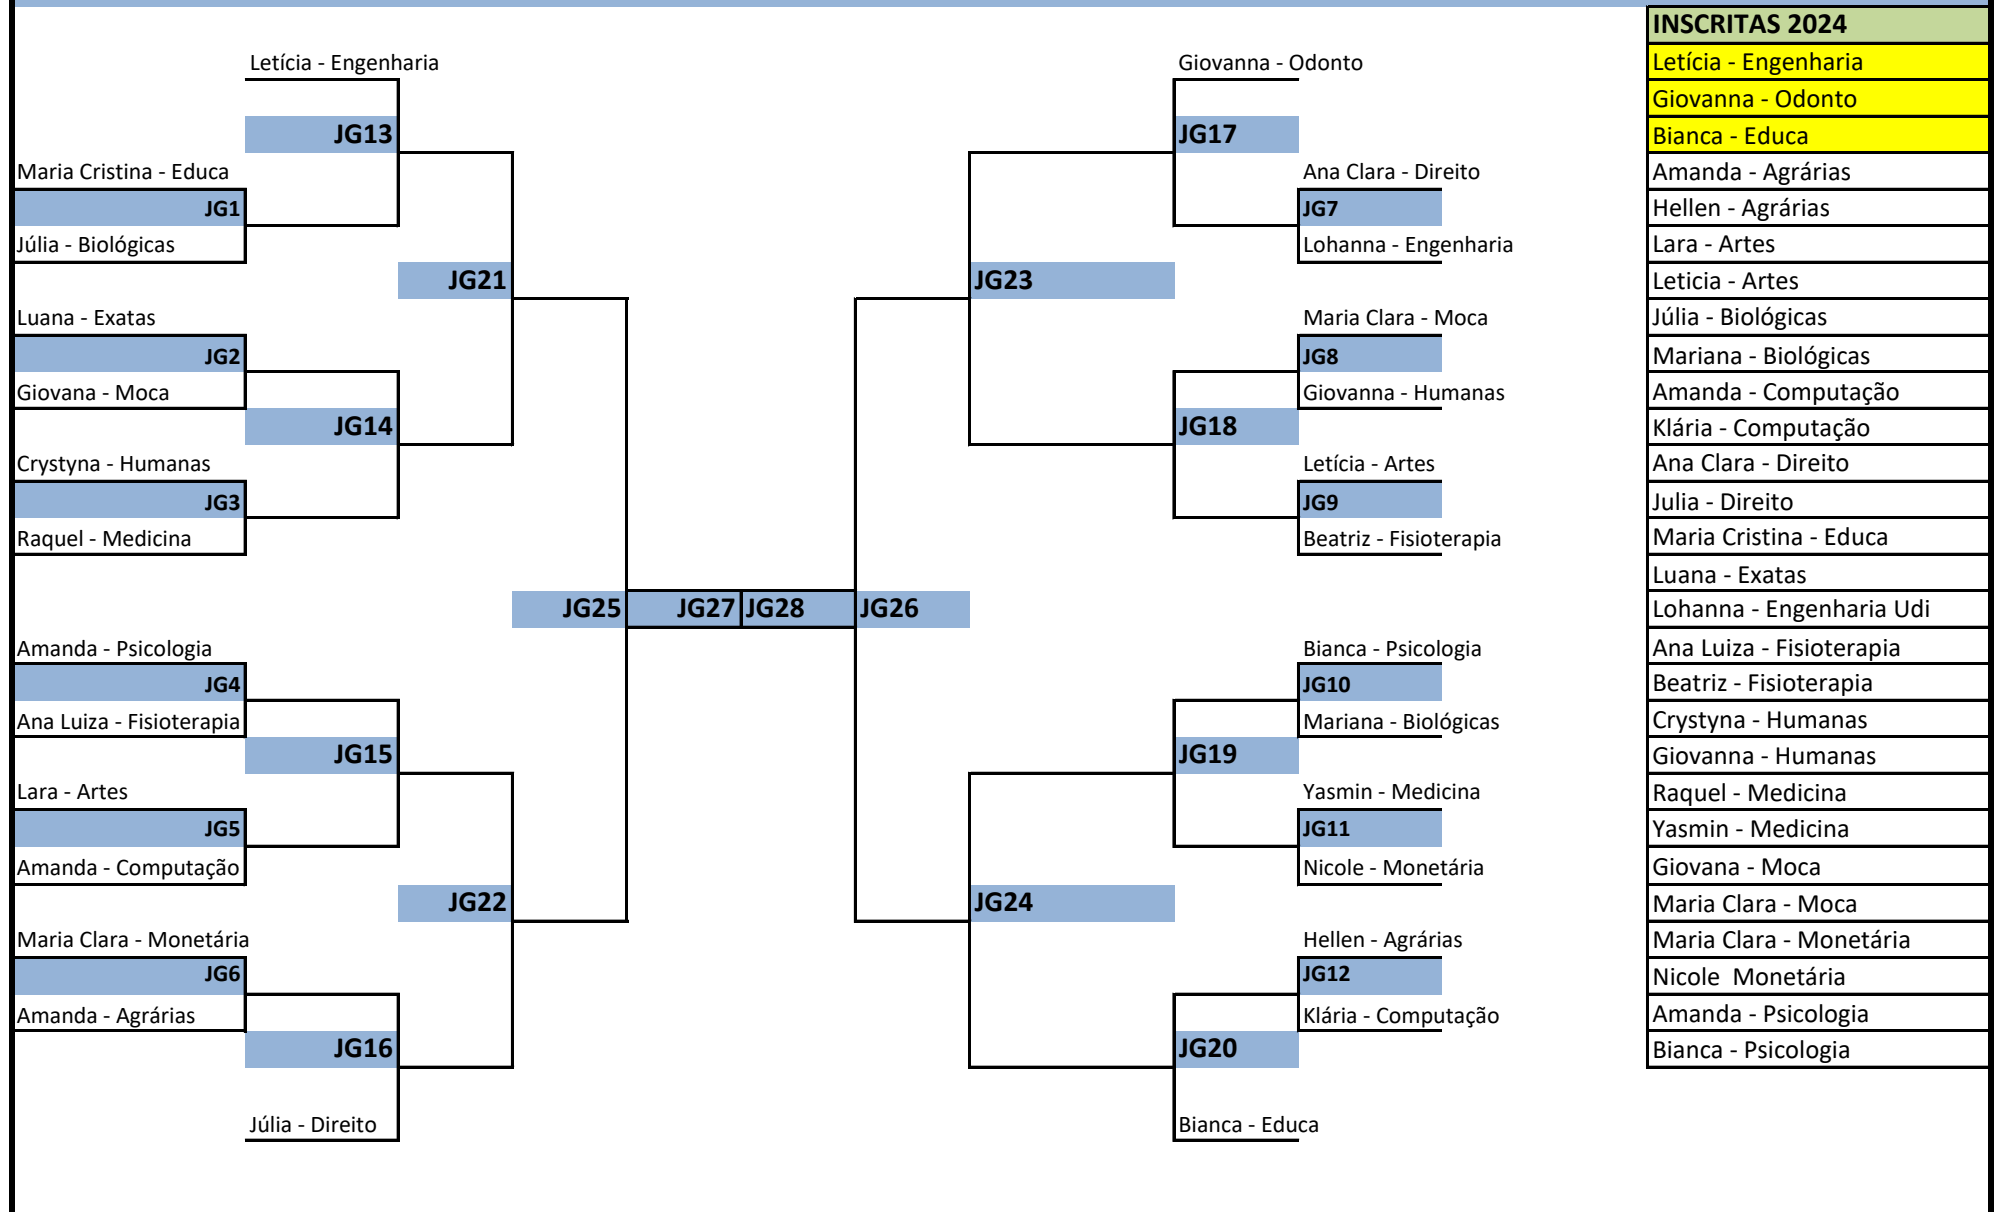 INSCRITAS 2024
Letícia - Engenharia
Giovanna - Odonto
Letícia - Engenharia
Giovanna - Odonto
JG13
JG17
Bianca - Educa
Maria Cristina - Educa
Ana Clara - Direito
Amanda - Agrárias
JG1
JG7
Hellen - Agrárias
Júlia - Biológicas
Lohanna - Engenharia
Lara - Artes
JG21
JG23
Leticia - Artes
Luana - Exatas
Maria Clara - Moca
Júlia - Biológicas
JG2
JG8
Mariana - Biológicas
Giovana - Moca
Giovanna - Humanas
Amanda - Computação
JG14
JG18
Klária - Computação
Crystyna - Humanas
Letícia - Artes
Ana Clara - Direito
JG3
JG9
Julia - Direito
Raquel - Medicina
Beatriz - Fisioterapia
Maria Cristina - Educa
Luana - Exatas
JG25
JG27
JG28
JG26
Lohanna - Engenharia Udi
Amanda - Psicologia
Bianca - Psicologia
Ana Luiza - Fisioterapia
JG4
JG10
Beatriz - Fisioterapia
Ana Luiza - Fisioterapia
Mariana - Biológicas
Crystyna - Humanas
JG15
JG19
Giovanna - Humanas
Lara - Artes
Yasmin - Medicina
Raquel - Medicina
JG5
JG11
Yasmin - Medicina
Amanda - Computação
Nicole - Monetária
Giovana - Moca
JG22
JG24
Maria Clara - Moca
Maria Clara - Monetária
Hellen - Agrárias
Maria Clara - Monetária
JG6
JG12
Nicole  Monetária
Amanda - Agrárias
Klária - Computação
Amanda - Psicologia
JG16
JG20
Bianca - Psicologia
Júlia - Direito
Bianca - Educa